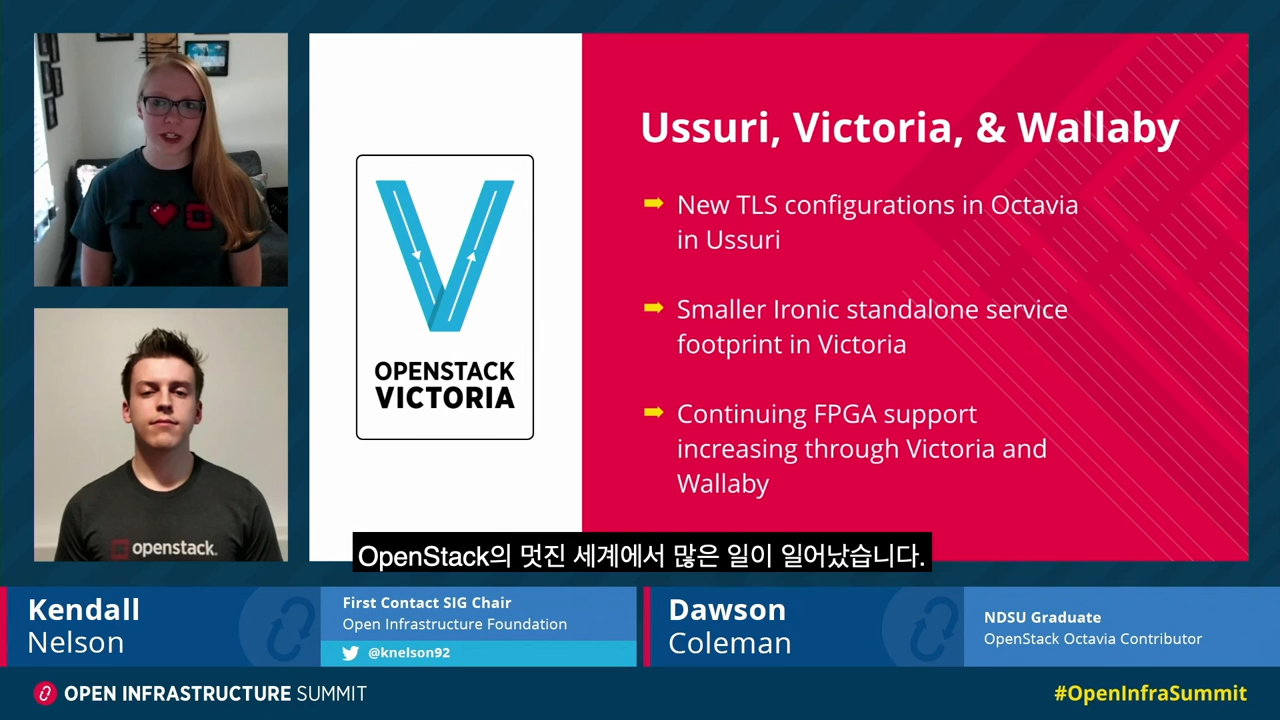 Ussuri, Victoria, & Wallaby
➡ New TLS configurations in Octavia
in Ussuri
➡ Smaller Ironic standalone service
footprint in Victoria
➡ Continuing FPGA support
increasing through Victoria and
Wallaby
OPENSTACK
VICTORIA
I ❤
openstack.
OpenStack의 멋진 세계에서 많은 일이 일어났습니다.
Kendall
Nelson
First Contact SIG Chair
Open Infrastructure Foundation
@knelson92
Dawson
Coleman
NDSU Graduate
OpenStack Octavia Contributor
OPEN INFRASTRUCTURE SUMMIT
#OpenInfraSummit